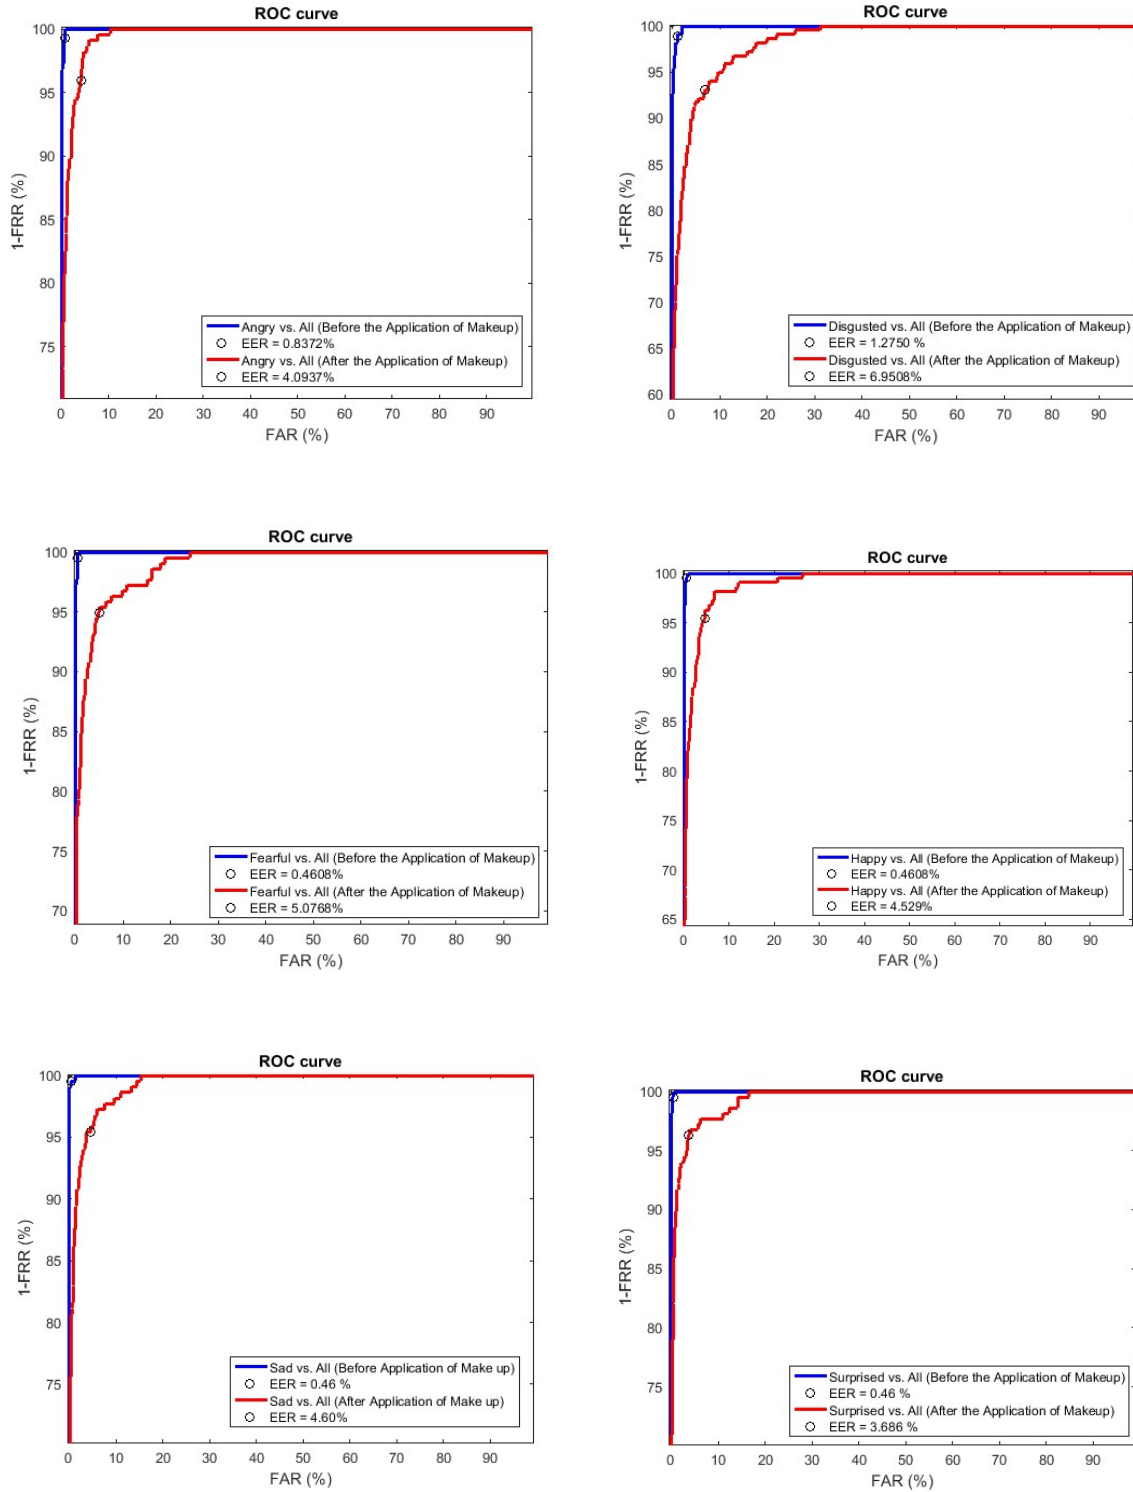 ROC curve
100
95
90
85
80
75
1-FRR (%)
0 10 20 30 40 50 60 70 80 90
FAR (%)
Angry vs. All (Before the Application of Makeup)
EER = 0.8372%
Angry vs. All (After the Application of Makeup)
EER = 4.0937%
ROC curve
100
95
90
85
80
75
70
65
60
1-FRR (%)
0 10 20 30 40 50 60 70 80 90
FAR (%)
Disgusted vs. All (Before the Application of Makeup)
EER = 1.2750 %
Disgusted vs. All (After the Application of Makeup)
EER = 6.9508%
ROC curve
100
95
90
85
80
75
70
1-FRR (%)
0 10 20 30 40 50 60 70 80 90
FAR (%)
Fearful vs. All (Before the Application of Makeup)
EER = 0.4608%
Fearful vs. All (After the Application of Makeup)
EER = 5.0768%
ROC curve
100
95
90
85
80
75
70
65
1-FRR (%)
0 10 20 30 40 50 60 70 80 90
FAR (%)
Happy vs. All (Before the Application of Makeup)
EER = 0.4608%
Happy vs. All (After the Application of Makeup)
EER = 4.529%
ROC curve
100
95
90
85
80
75
1-FRR (%)
0 10 20 30 40 50 60 70 80 90
FAR (%)
Sad vs. All (Before Application of Make up)
EER = 0.46 %
Sad vs. All (After Application of Make up)
EER = 4.60%
ROC curve
100
95
90
85
80
75
1-FRR (%)
0 10 20 30 40 50 60 70 80 90
FAR (%)
Surprised vs. All (Before the Application of Makeup)
EER = 0.46 %
Surprised vs. All (After the Application of Makeup)
EER = 3.686 %